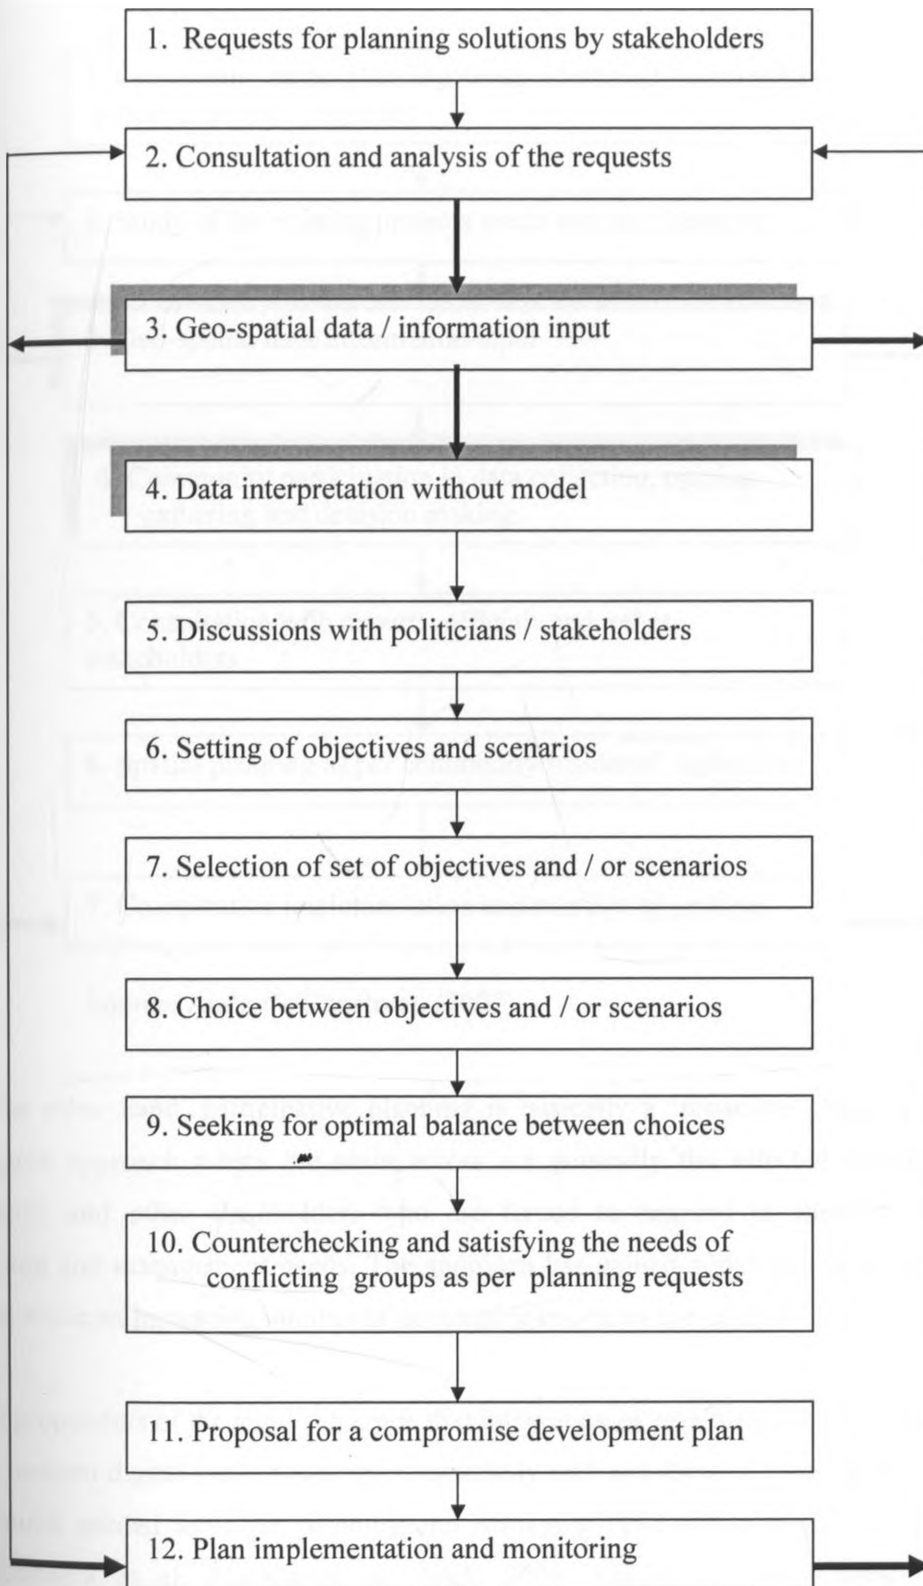 1. Requests for planning solutions by stakeholders
2. Consultation and analysis of the requests
3. Geo-spatial data / information input
4. Data interpretation without model
5. Discussions with politicians / stakeholders
6. Setting of objectives and scenarios
7. Selection of set of objectives and / or scenarios
8. Choice between objectives and / or scenarios
9. Seeking for optimal balance between choices
10. Counterchecking and satisfying the needs of
conflicting groups as per planning requests
11. Proposal for a compromise development plan
12. Plan implementation and monitoring